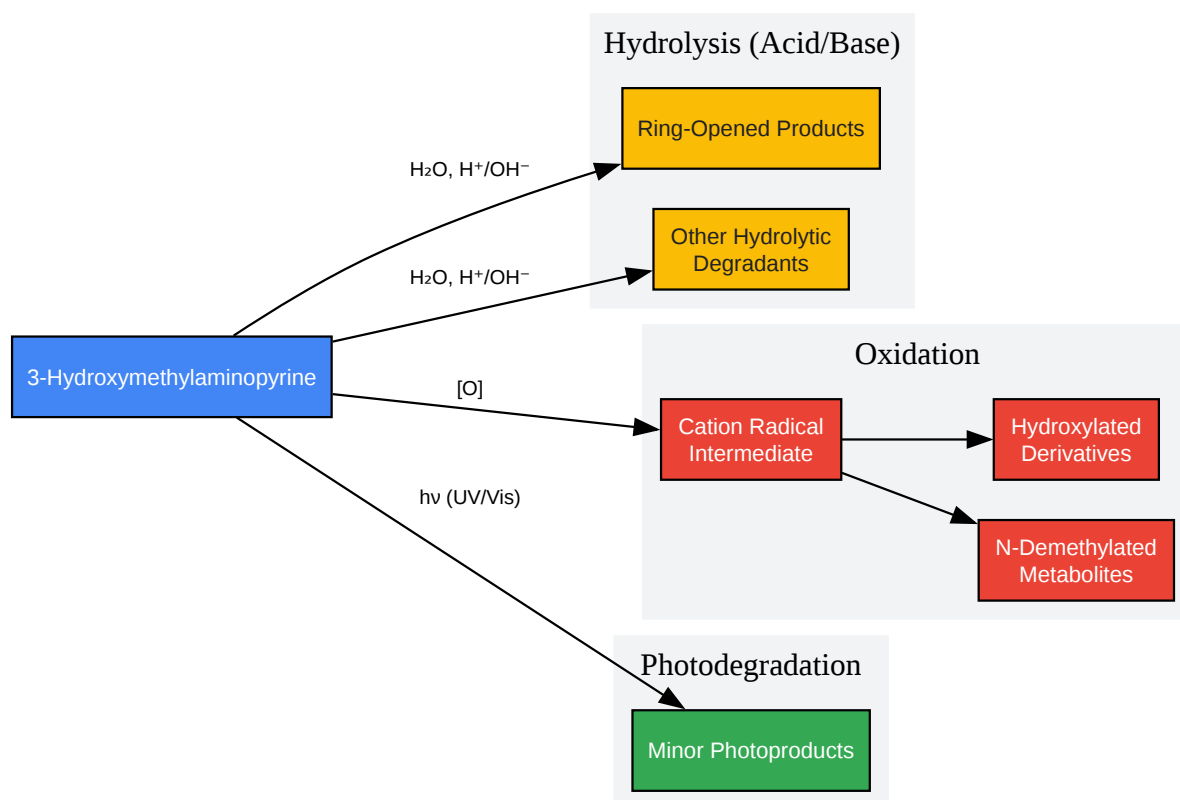 Hydrolysis (Acid/Base)
Ring-Opened Products
H₂O, H⁺/OH⁻
Other Hydrolytic
Degradants
H₂O, H⁺/OH⁻
3-Hydroxymethylaminopyrine
Oxidation
[O]
Cation Radical
Intermediate
Hydroxylated
Derivatives
hν (UV/Vis)
N-Demethylated
Metabolites
Photodegradation
Minor Photoproducts